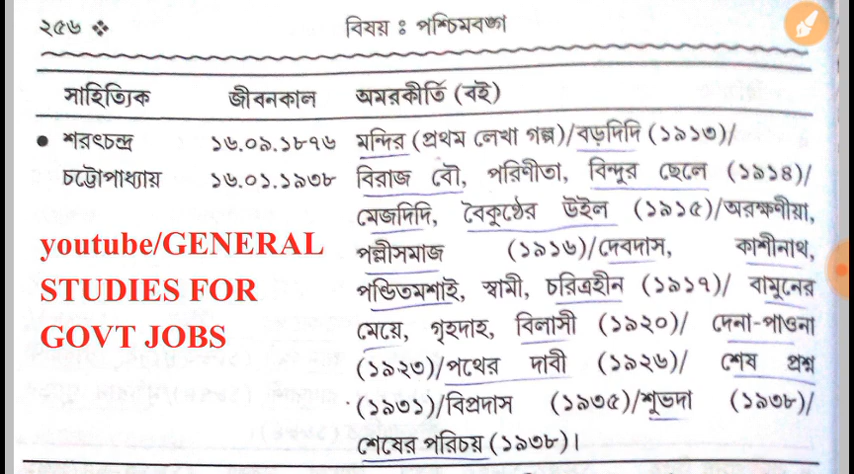 ২৫৬ ❖ বিষয় ঃ পশ্চিমবঙ্গ
সাহিত্যিক জীবনকাল অমরকীর্তি (বই)
• শরৎচন্দ্র ১৬.০৯.১৮৭৬ মন্দির (প্রথম লেখা গল্প)/বড়দিদি (১৯১৩)/
চট্টোপাধ্যায় ১৬.০১.১৯৩৮ বিরাজ বৌ, পরিণীতা, বিন্দুর ছেলে (১৯১৪)/
মেজদিদি, বৈকুণ্ঠের উইল (১৯১৫)/অরক্ষণীয়া,
youtube/GENERAL পল্লীসমাজ (১৯১৬)/দেবদাস, কাশীনাথ,
STUDIES FOR পণ্ডিতমশাই, স্বামী, চরিত্রহীন (১৯১৭)/ বামুনের
GOVT JOBS মেয়ে, গৃহদাহ, বিলাসী (১৯২০)/ দেনা-পাওনা
(১৯২৩)/পথের দাবী (১৯২৬)/ শেষ প্রশ্ন
(১৯৩১)/বিপ্রদাস (১৯৩৫)/শুভদা (১৯৩৮)/
শেষের পরিচয় (১৯৩৮)।